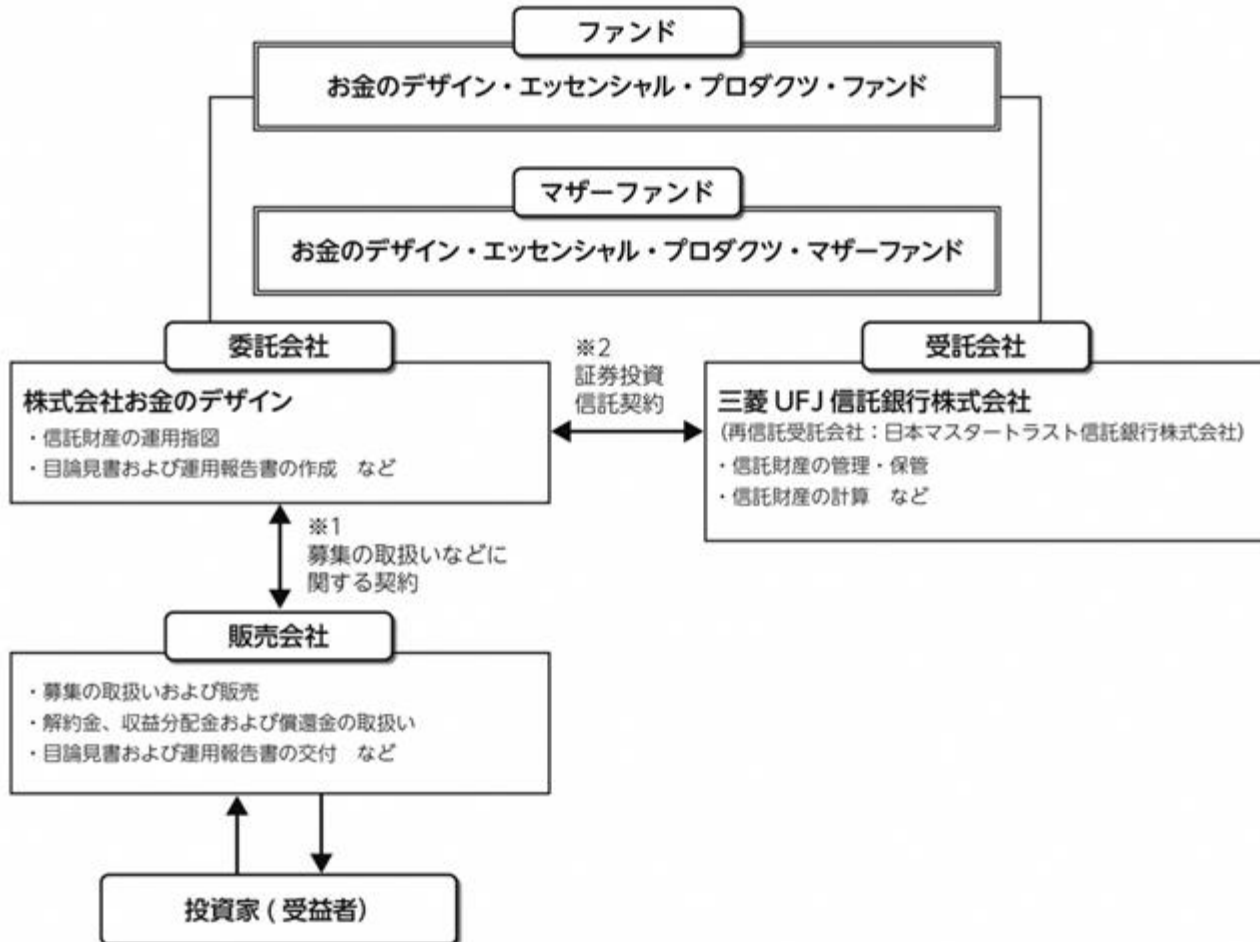 ファンド
お金のデザイン・エッセンシャル・プロダクツ・ファンド
マザーファンド
お金のデザイン・エッセンシャル・プロダクツ・マザーファンド
委託会社
株式会社お金のデザイン
・信託財産の運用指図
・目論見書および運用報告書の作成　など
※2
証券投資
信託契約
受託会社
三菱 UFJ 信託銀行株式会社
(再信託受託会社：日本マスタートラスト信託銀行株式会社)
・信託財産の管理・保管
・信託財産の計算　など
※1
募集の取扱いなどに
関する契約
販売会社
・募集の取扱いおよび販売
・解約金、収益分配金および償還金の取扱い
・目論見書および運用報告書の交付　など
投資家 ( 受益者)